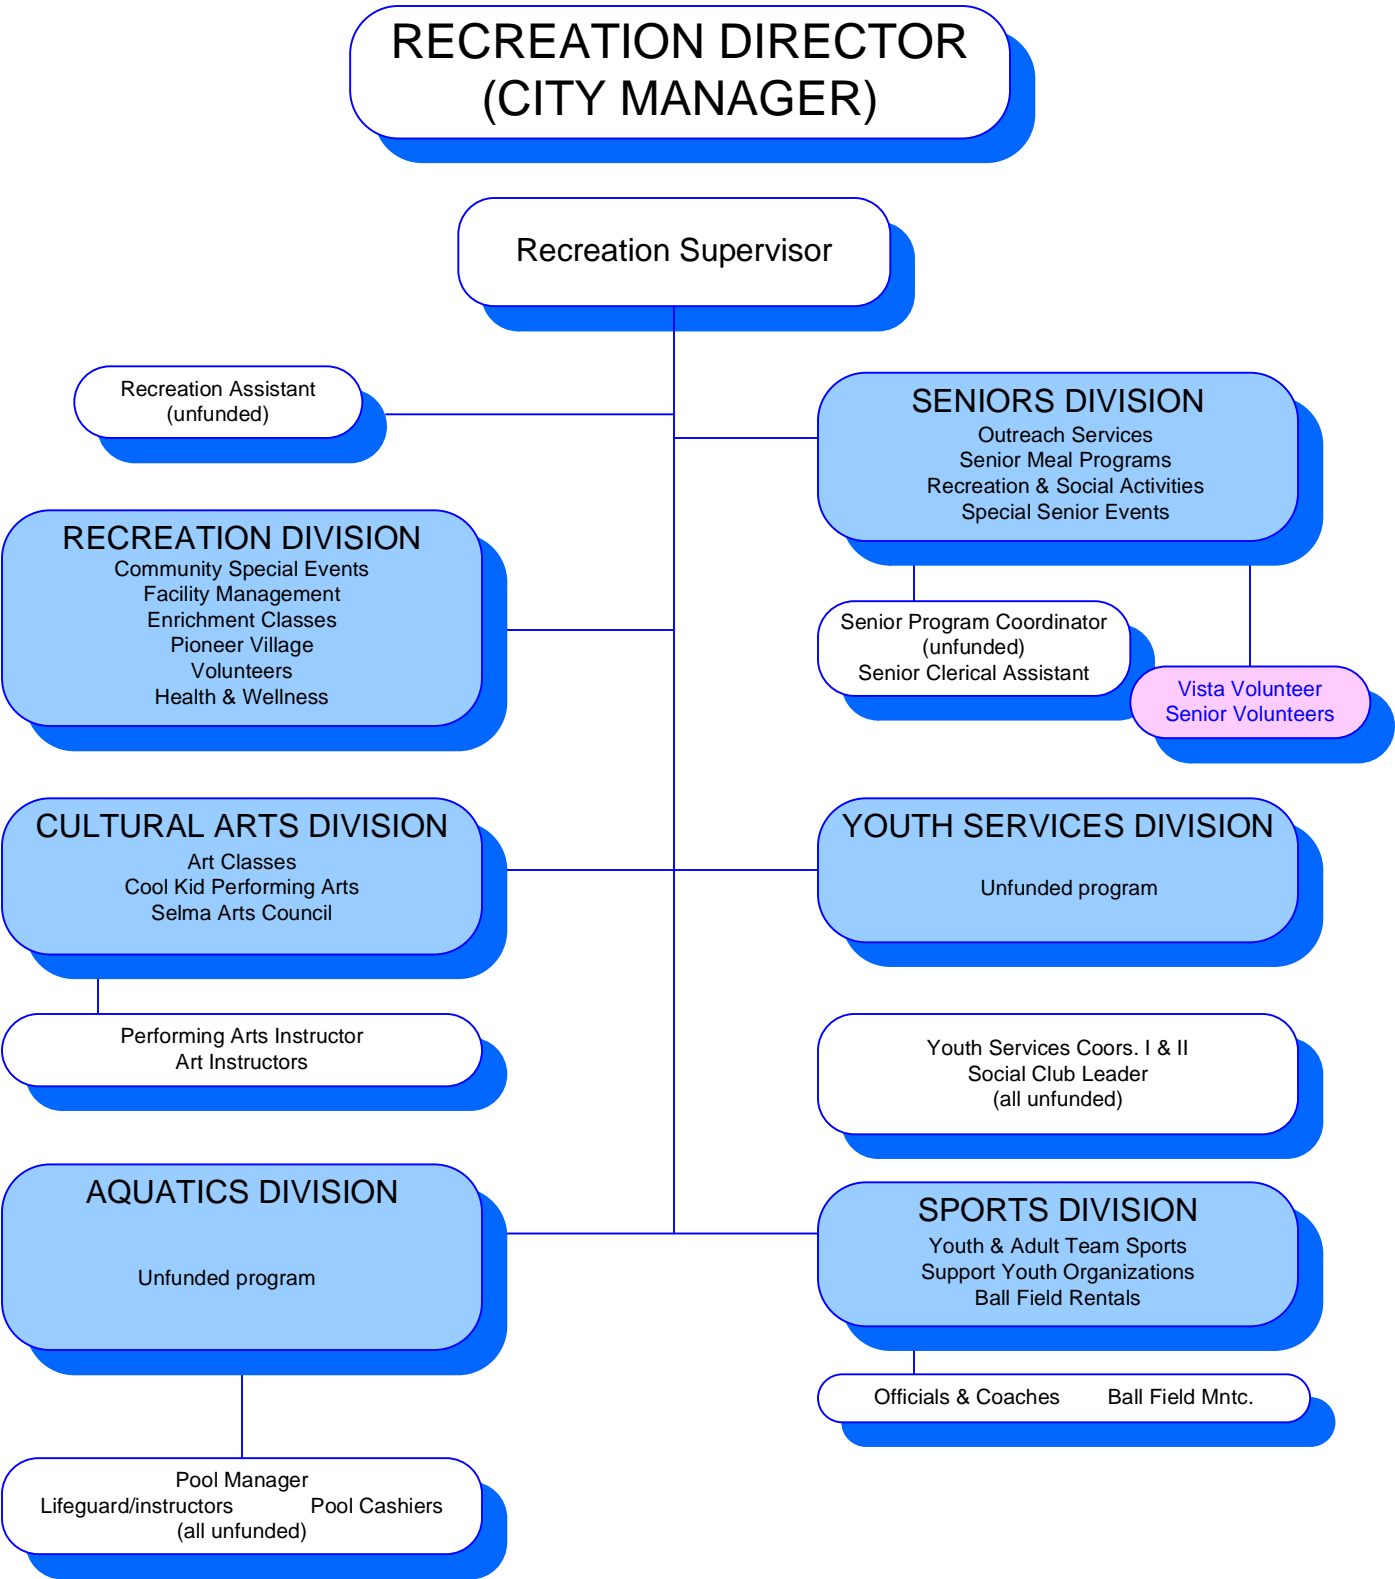 RECREATION DIRECTOR
(CITY MANAGER)
Recreation Supervisor
Recreation Assistant
(unfunded)
SENIORS DIVISION
Outreach Services
Senior Meal Programs
Recreation & Social Activities
Special Senior Events
RECREATION DIVISION
Community Special Events
Facility Management
Enrichment Classes
Pioneer Village
Volunteers
Health & Wellness
Senior Program Coordinator
(unfunded)
Senior Clerical Assistant
Vista Volunteer
Senior Volunteers
CULTURAL ARTS DIVISION
Art Classes
Cool Kid Performing Arts
Selma Arts Council
YOUTH SERVICES DIVISION
Unfunded program
Performing Arts Instructor
Art Instructors
Youth Services Coors. I & II
Social Club Leader
(all unfunded)
AQUATICS DIVISION
Unfunded program
SPORTS DIVISION
Youth & Adult Team Sports
Support Youth Organizations
Ball Field Rentals
Officials & Coaches Ball Field Mntc.
Pool Manager
Lifeguard/instructors Pool Cashiers
(all unfunded)